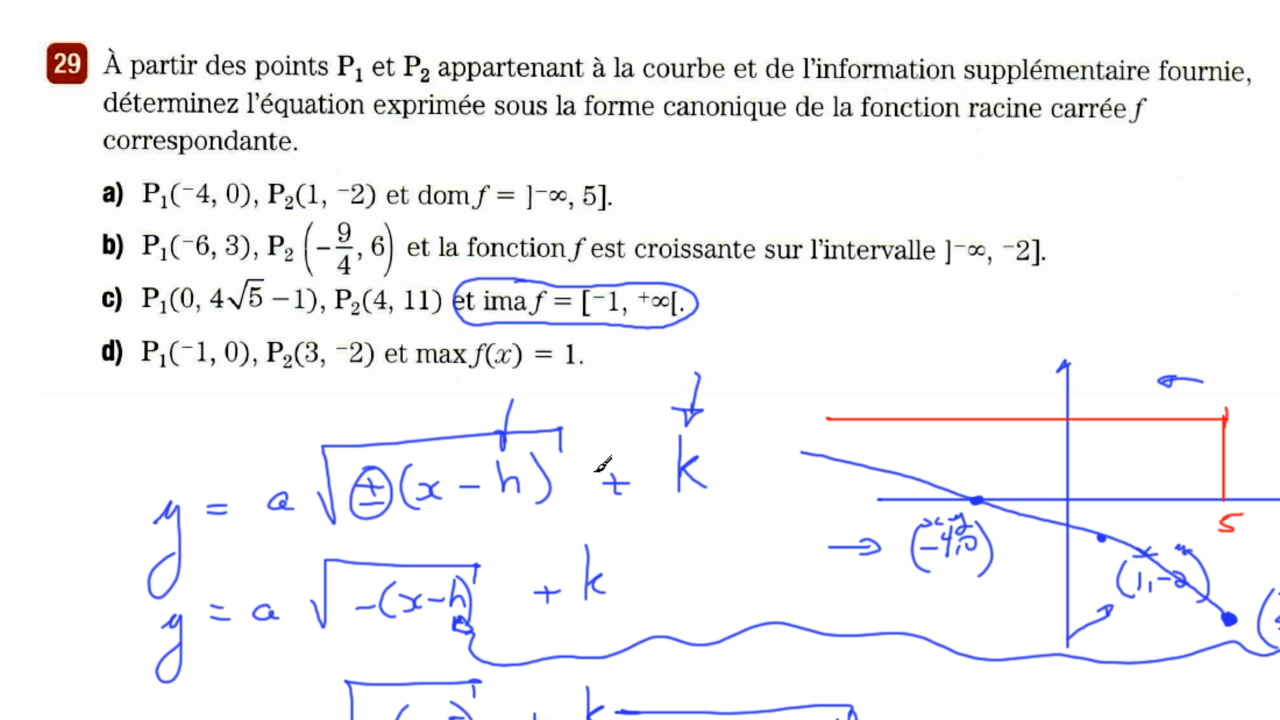 29 À partir des points P₁ et P₂ appartenant à la courbe et de l'information supplémentaire fournie,
déterminez l'équation exprimée sous la forme canonique de la fonction racine carrée f
correspondante.
a) P₁(⁻4, 0), P₂(1, ⁻2) et dom f = ]⁻∞, 5].
b) P₁(⁻6, 3), P₂(−9/4, 6) et la fonction f est croissante sur l'intervalle ]⁻∞, ⁻2].
c) P₁(0, 4√5 − 1), P₂(4, 11) et ima f = [⁻1, ⁺∞[.
d) P₁(⁻1, 0), P₂(3, ⁻2) et max f(x) = 1.
y = a √±(x − h) + k
5
x y
(−4,0)
x y
(1,−2)
y = a √−(x−h) + k
k